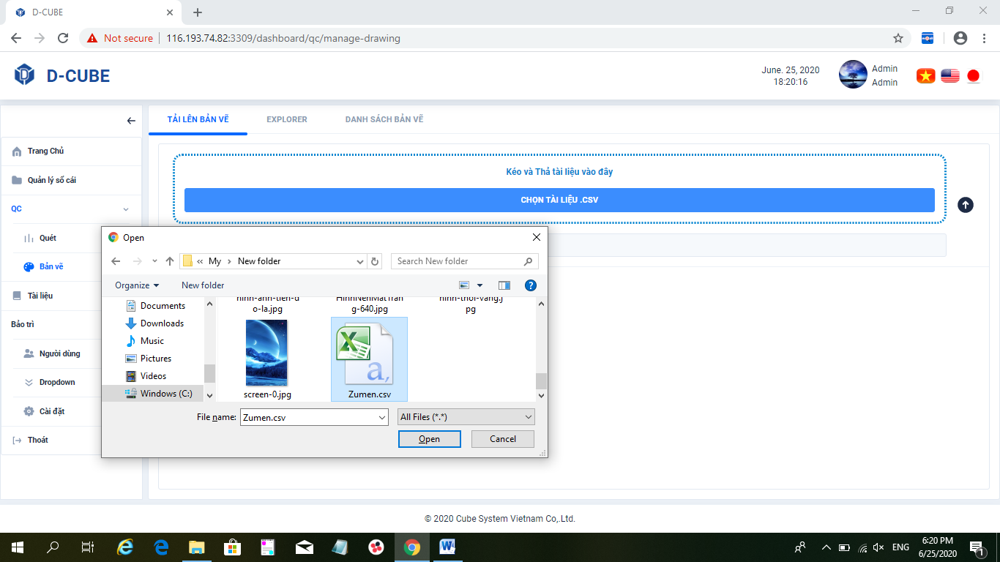 D-CUBE
Not secure
116.193.74.82:3309/dashboard/qc/manage-drawing
D-CUBE
June. 25, 2020
18:20:16
Admin
Admin
TẢI LÊN BẢN VẼ
EXPLORER
DANH SÁCH BẢN VẼ
Trang Chủ
Quản lý sổ cái
QC
Quét
Bản vẽ
Tài liệu
Bảo trì
Người dùng
Dropdown
Cài đặt
Thoát
Kéo và Thả tài liệu vào đây
CHỌN TÀI LIỆU .CSV
Open
« My > New folder
Search New folder
Organize
New folder
Documents
Downloads
Music
Pictures
Videos
Windows (C:)
hinh-anh-tien-d
o-la.jpg
HinhNenMatTran
g-640.jpg
hinh-thoi-vang.j
pg
screen-0.jpg
Zumen.csv
File name:
Zumen.csv
All Files (*.*)
Open
Cancel
© 2020 Cube System Vietnam Co,.Ltd.
ENG
6:20 PM
6/25/2020
1